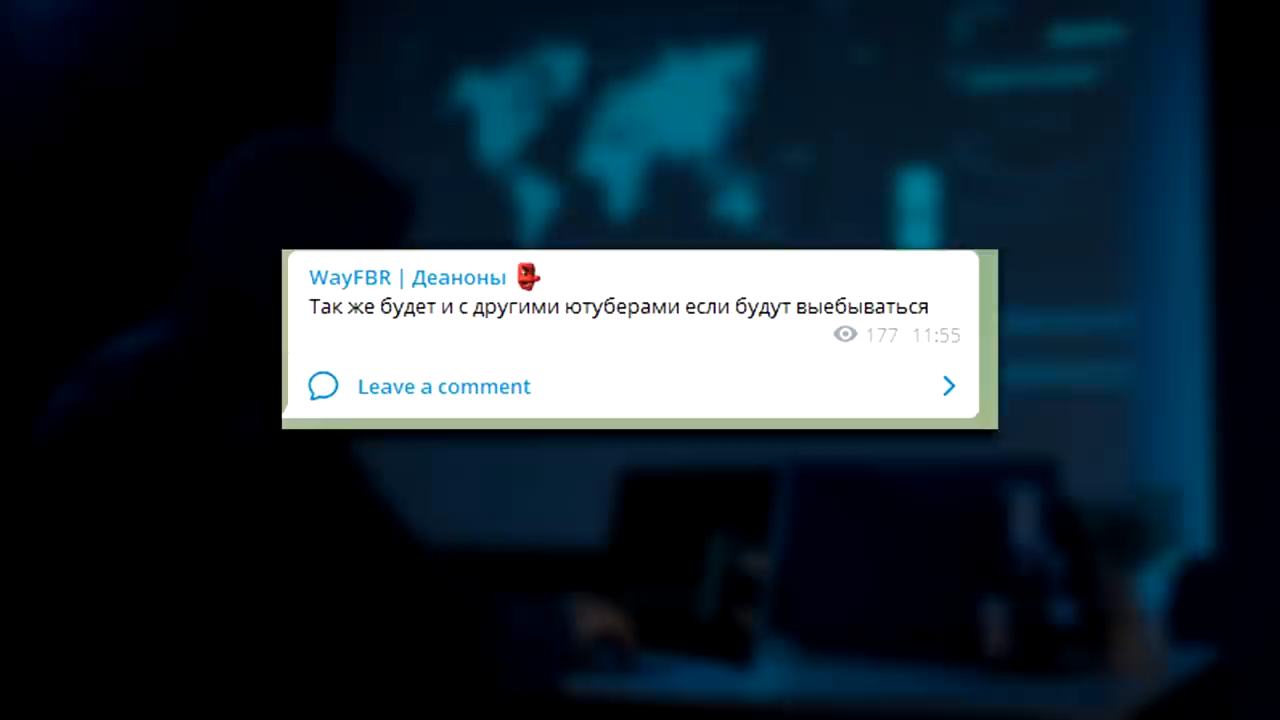 WayFBR | Деаноны 👺
Так же будет и с другими ютуберами если будут выебываться
177 11:55
Leave a comment